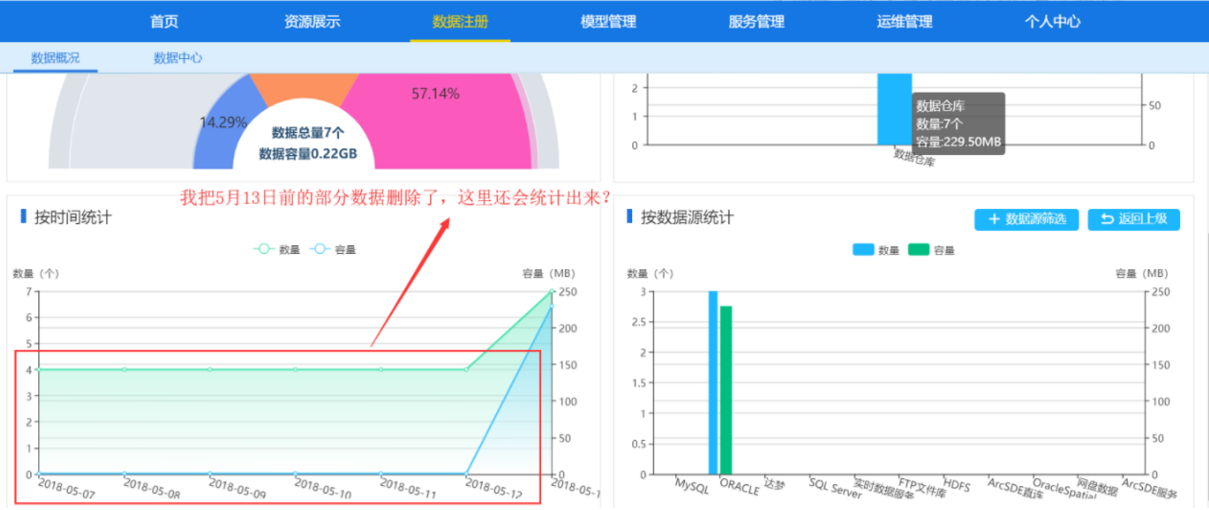 首页 资源展示 数据注册 模型管理 服务管理 运维管理 个人中心
数据概况 数据中心
57.14%
14.29%
数据总量7个
数据容量0.22GB
2
1
0
50
0
数据仓库
数量:7个
容量:229.50MB
数据仓库
我把5月13日前的部分数据删除了，这里还会统计出来?
按时间统计
数量 容量
数量（个） 容量（MB）
7
6
5
4
3
2
1
0
250
200
150
100
50
0
2018-05-07 2018-05-08 2018-05-09 2018-05-10 2018-05-11 2018-05-12 2018-05-1
按数据源统计
+ 数据源筛选 返回上级
数量 容量
数量（个） 容量（MB）
3
2.5
2
1.5
1
0.5
0
250
200
150
100
50
0
MySQL ORACLE 达梦 SQL Server 实时数据服务 FTP文件库 HDFS ArcSDE直连 OracleSpatial 网盘数据 ArcSDE服务